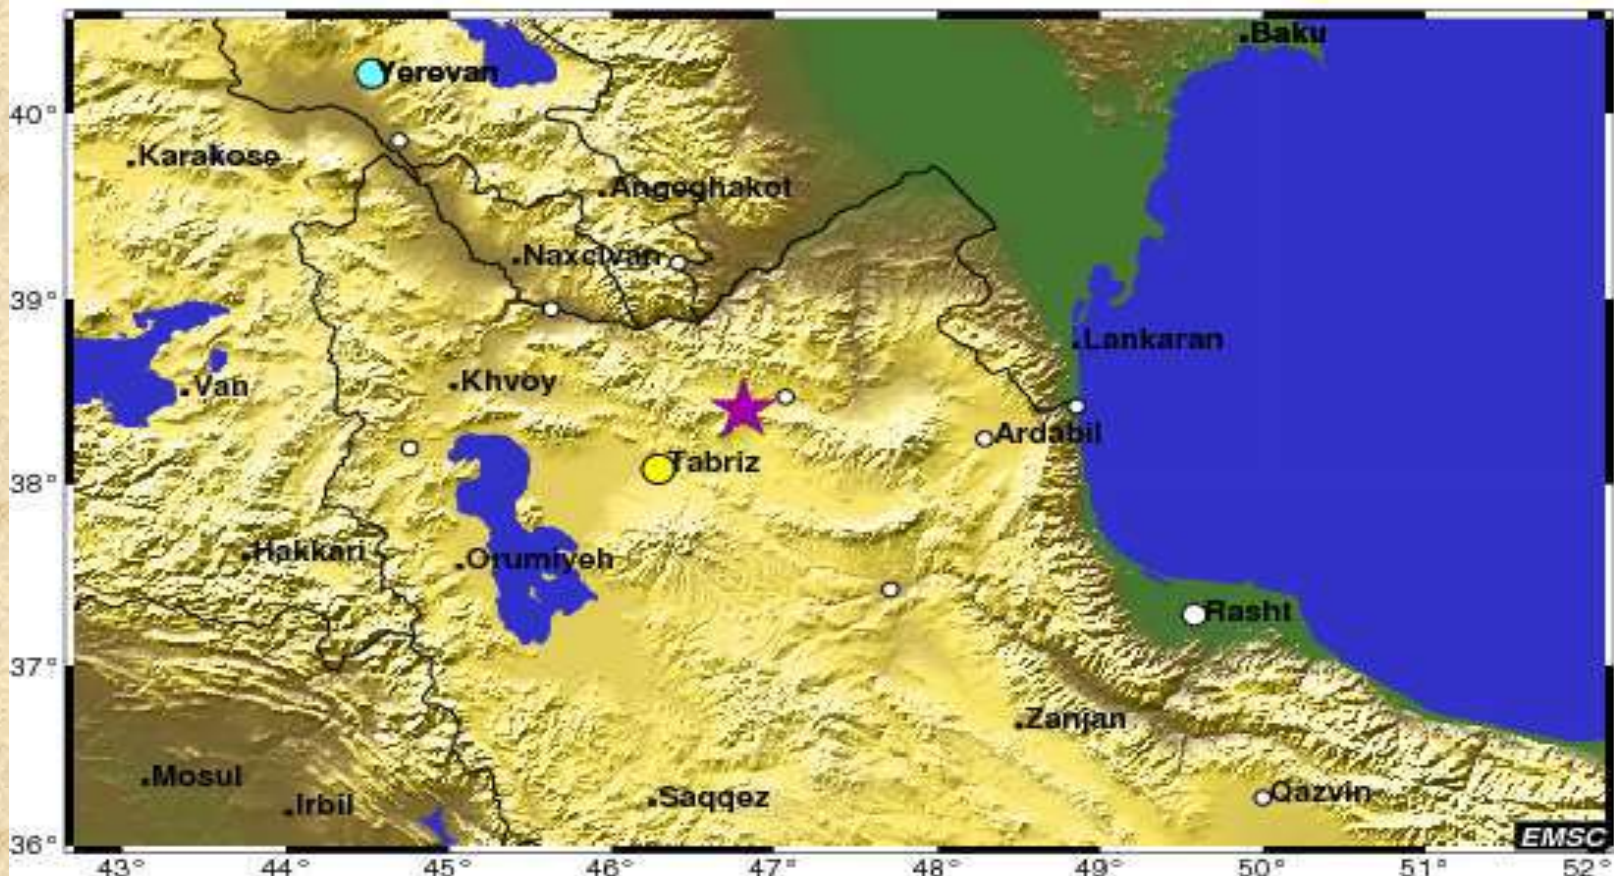 Baku
Yerevan
40°
Karakose
Angeghakot
Naxcivan
39°
Lankaran
Van
Khvoy
Ardabil
Tabriz
38°
Hakkari
Orumiyeh
Rasht
37°
Zanjan
Mosul
Irbil
Saqqez
Qazvin
36°
EMSC
43° 44° 45° 46° 47° 48° 49° 50° 51° 52°